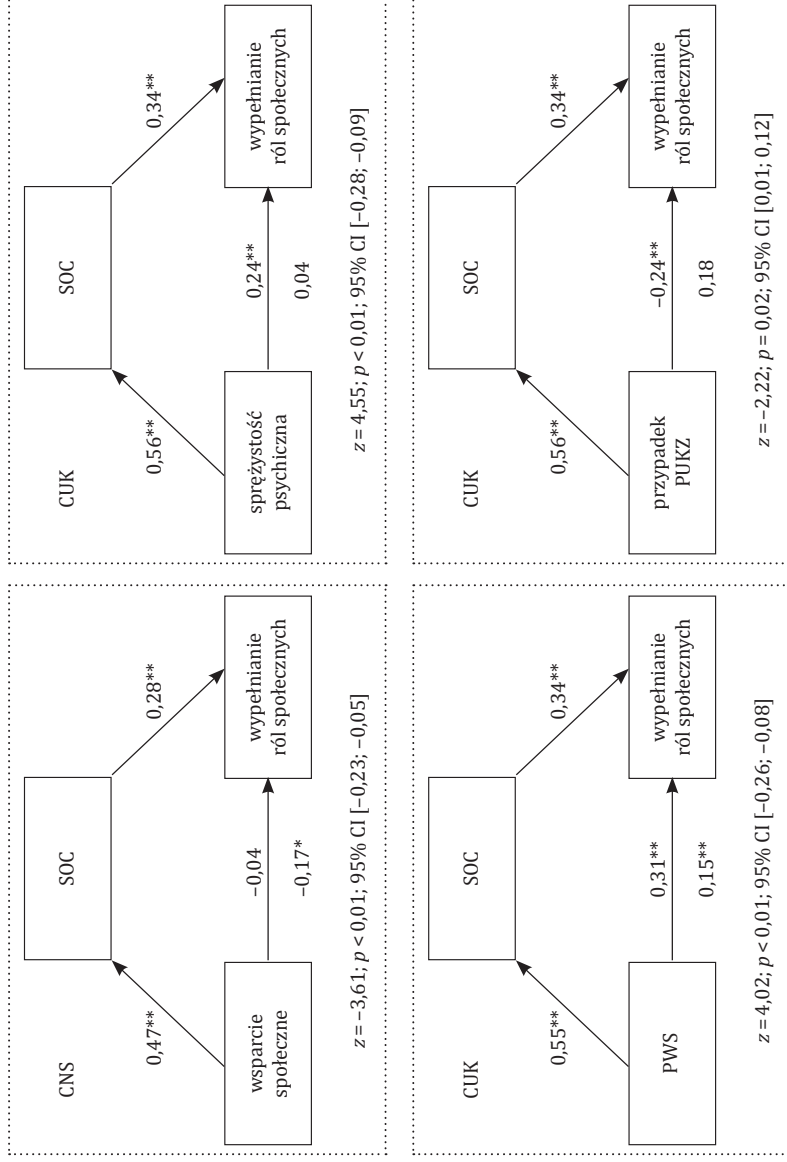 CNS
SOC
0,47**
0,28**
wsparcie
społeczne
–0,04
–0,17*
wypełnianie
ról społecznych
z = –3,61; p < 0,01; 95% CI [–0,23; –0,05]
CUK
SOC
0,56**
0,34**
sprężystość
psychiczna
0,24**
0,04
wypełnianie
ról społecznych
z = 4,55; p < 0,01; 95% CI [–0,28; –0,09]
CUK
SOC
0,55**
0,34**
PWS
0,31**
0,15**
wypełnianie
ról społecznych
z = 4,02; p < 0,01; 95% CI [–0,26; –0,08]
CUK
SOC
0,56**
0,34**
przypadek
PUKZ
–0,24**
0,18
wypełnianie
ról społecznych
z = –2,22; p = 0,02; 95% CI [0,01; 0,12]